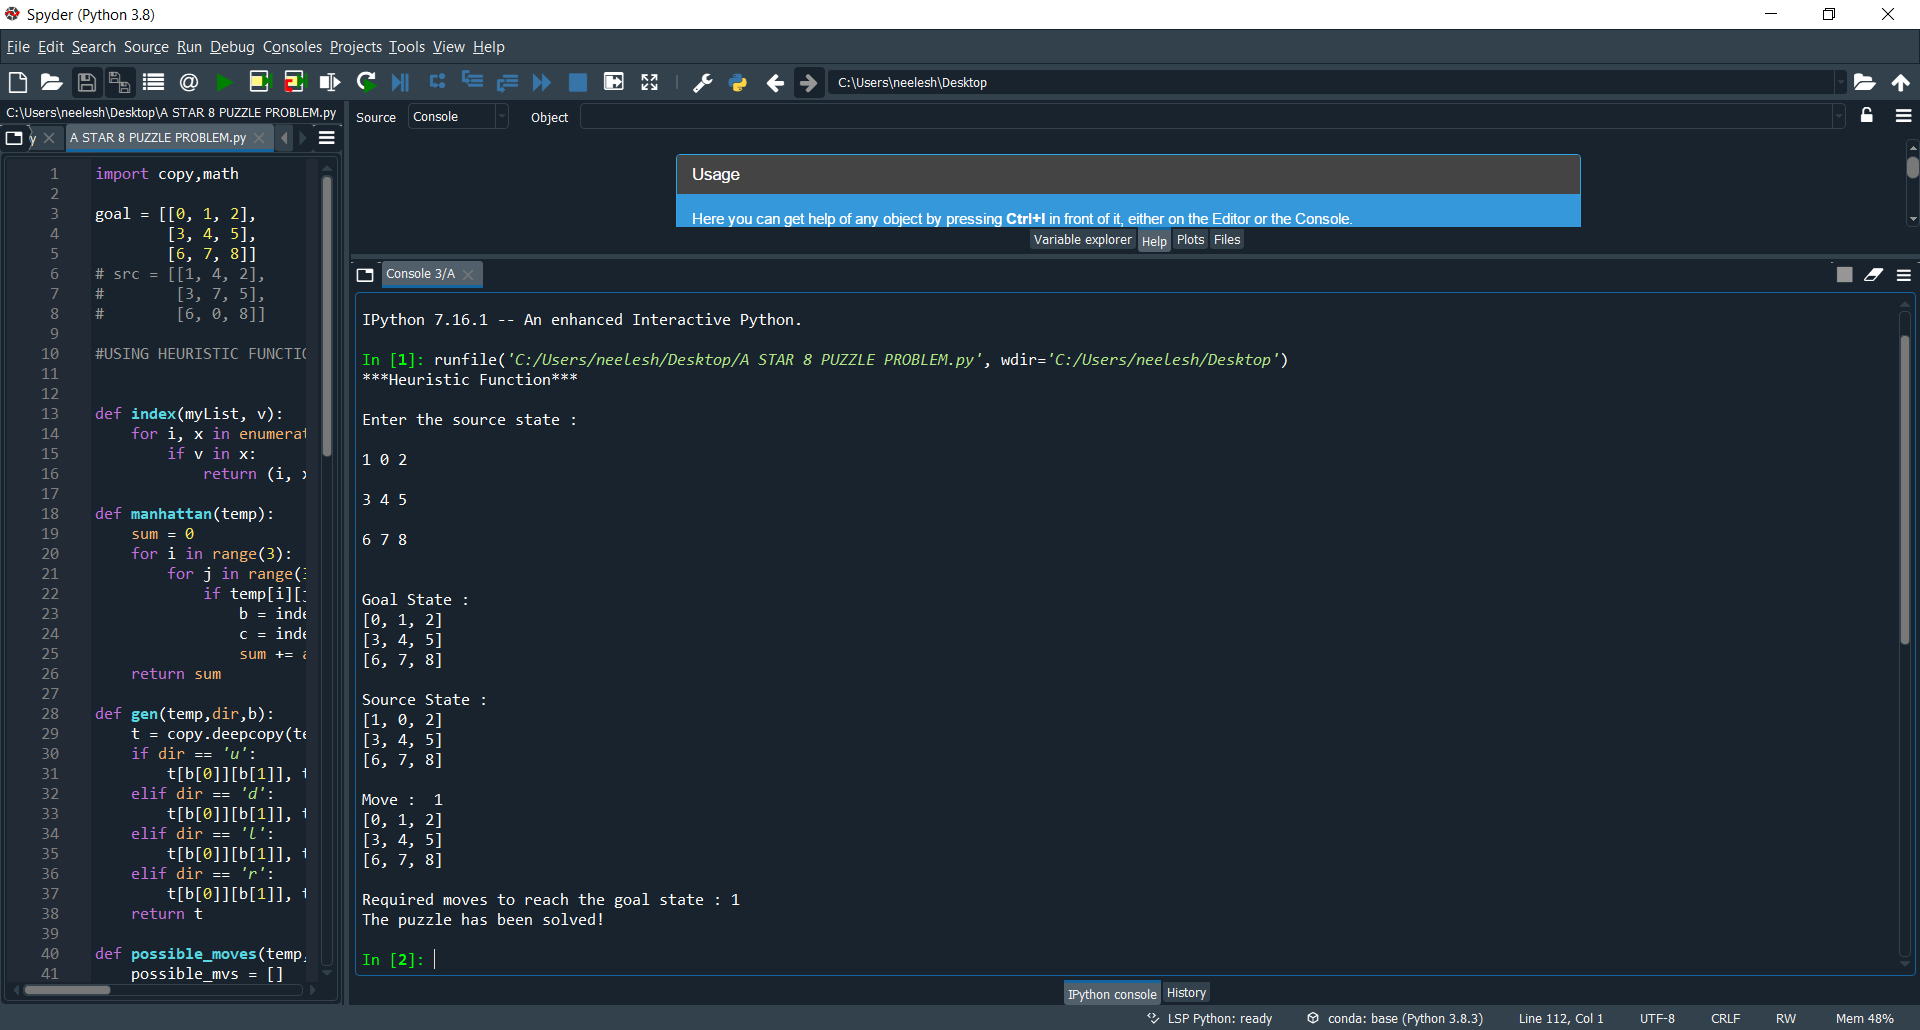 Spyder (Python 3.8)
File Edit Search Source Run Debug Consoles Projects Tools View Help
C:\Users\neelesh\Desktop
C:\Users\neelesh\Desktop\A STAR 8 PUZZLE PROBLEM.py
y A STAR 8 PUZZLE PROBLEM.py
1 import copy,math
2
3 goal = [[0, 1, 2],
4 [3, 4, 5],
5 [6, 7, 8]]
6 # src = [[1, 4, 2],
7 # [3, 7, 5],
8 # [6, 0, 8]]
9
10 #USING HEURISTIC FUNCTIO
11
12
13 def index(myList, v):
14 for i, x in enumerat
15 if v in x:
16 return (i, x
17
18 def manhattan(temp):
19 sum = 0
20 for i in range(3):
21 for j in range(3
22 if temp[i][j
23 b = inde
24 c = inde
25 sum += a
26 return sum
27
28 def gen(temp,dir,b):
29 t = copy.deepcopy(te
30 if dir == 'u':
31 t[b[0]][b[1]], t
32 elif dir == 'd':
33 t[b[0]][b[1]], t
34 elif dir == 'l':
35 t[b[0]][b[1]], t
36 elif dir == 'r':
37 t[b[0]][b[1]], t
38 return t
39
40 def possible_moves(temp,
41 possible_mvs = []
Source Console Object
Usage
Here you can get help of any object by pressing Ctrl+I in front of it, either on the Editor or the Console.
Variable explorer Help Plots Files
Console 3/A
IPython 7.16.1 -- An enhanced Interactive Python.
In [1]: runfile('C:/Users/neelesh/Desktop/A STAR 8 PUZZLE PROBLEM.py', wdir='C:/Users/neelesh/Desktop')
***Heuristic Function***
Enter the source state :
1 0 2
3 4 5
6 7 8
Goal State :
[0, 1, 2]
[3, 4, 5]
[6, 7, 8]
Source State :
[1, 0, 2]
[3, 4, 5]
[6, 7, 8]
Move :  1
[0, 1, 2]
[3, 4, 5]
[6, 7, 8]
Required moves to reach the goal state : 1
The puzzle has been solved!
In [2]:
IPython console History
LSP Python: ready conda: base (Python 3.8.3) Line 112, Col 1 UTF-8 CRLF RW Mem 48%